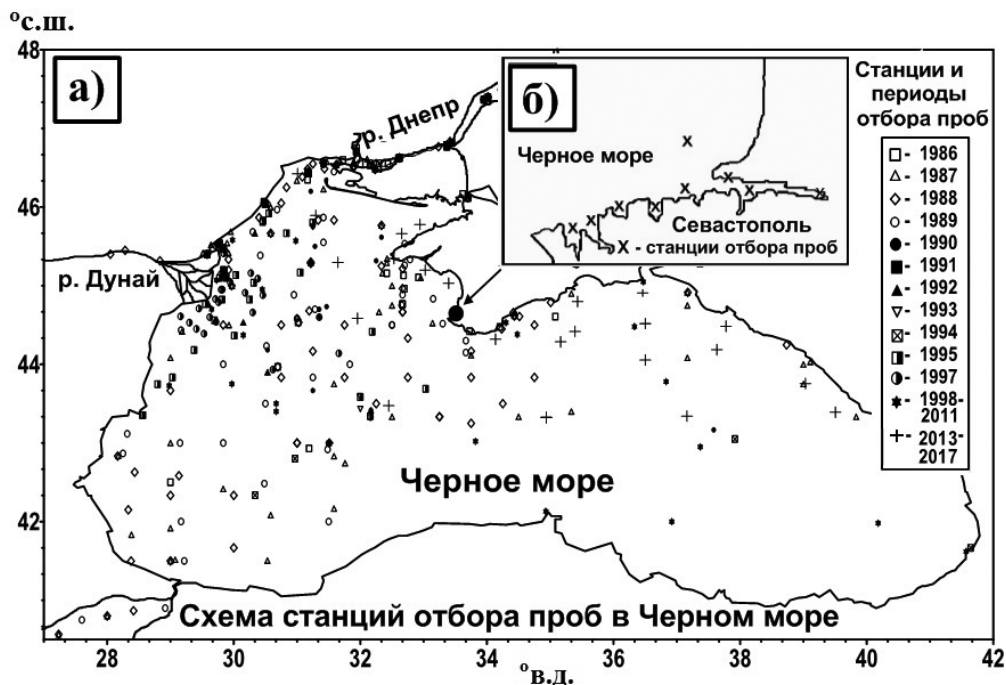 °с.ш.
48
46
44
42
а)
р. Днепр
р. Дунай
Черное море
Схема станций отбора проб в Черном море
б)
Черное море
Севастополь
X - станции отбора проб
Станции и
периоды
отбора проб
- 1986
- 1987
- 1988
- 1989
- 1990
- 1991
- 1992
- 1993
- 1994
- 1995
- 1997
- 1998-
2011
- 2013-
2017
28 30 32 34 36 38 40 42
°в.д.